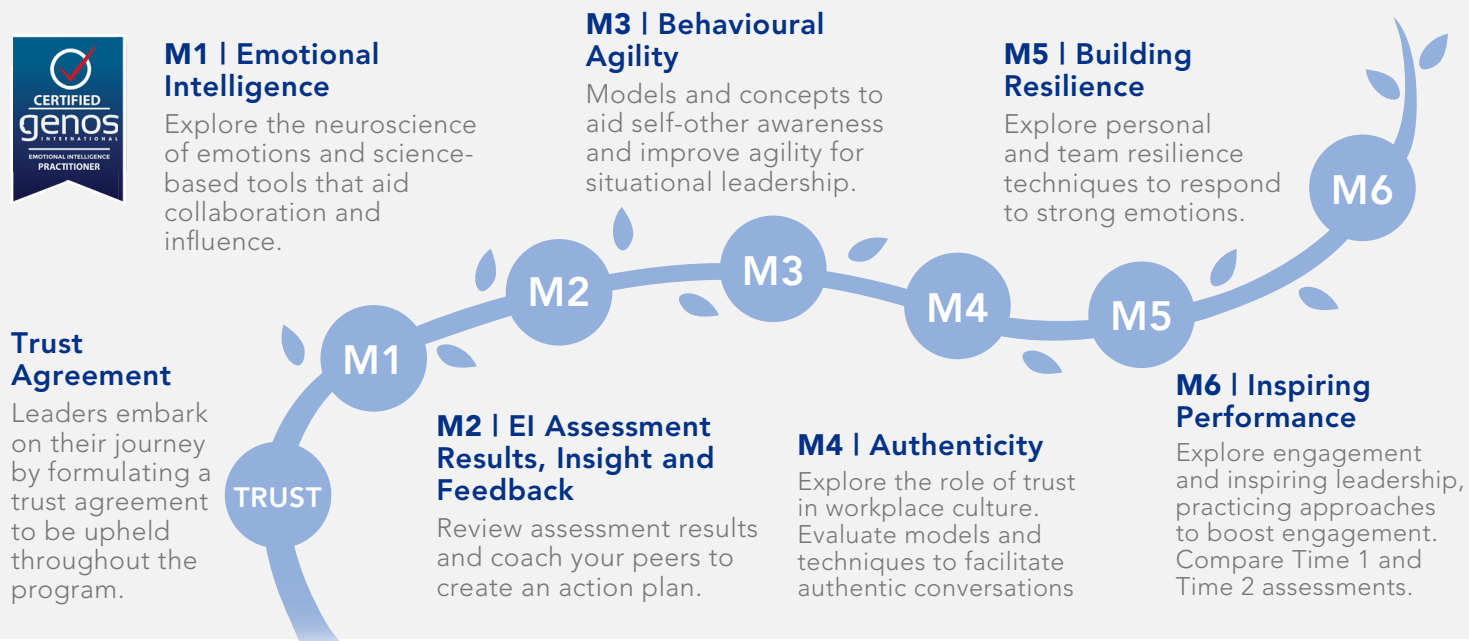 CERTIFIED
genos
INTERNATIONAL
EMOTIONAL INTELLIGENCE
PRACTITIONER
M1 | Emotional
Intelligence
Explore the neuroscience
of emotions and science-
based tools that aid
collaboration and
influence.
M3 | Behavioural
Agility
Models and concepts to
aid self-other awareness
and improve agility for
situational leadership.
M5 | Building
Resilience
Explore personal
and team resilience
techniques to respond
to strong emotions.
Trust
Agreement
Leaders embark
on their journey
by formulating a
trust agreement
to be upheld
throughout the
program.
TRUST
M1
M2
M3
M4
M5
M6
M2 | EI Assessment
Results, Insight and
Feedback
Review assessment results
and coach your peers to
create an action plan.
M4 | Authenticity
Explore the role of trust
in workplace culture.
Evaluate models and
techniques to facilitate
authentic conversations
M6 | Inspiring
Performance
Explore engagement
and inspiring leadership,
practicing approaches
to boost engagement.
Compare Time 1 and
Time 2 assessments.